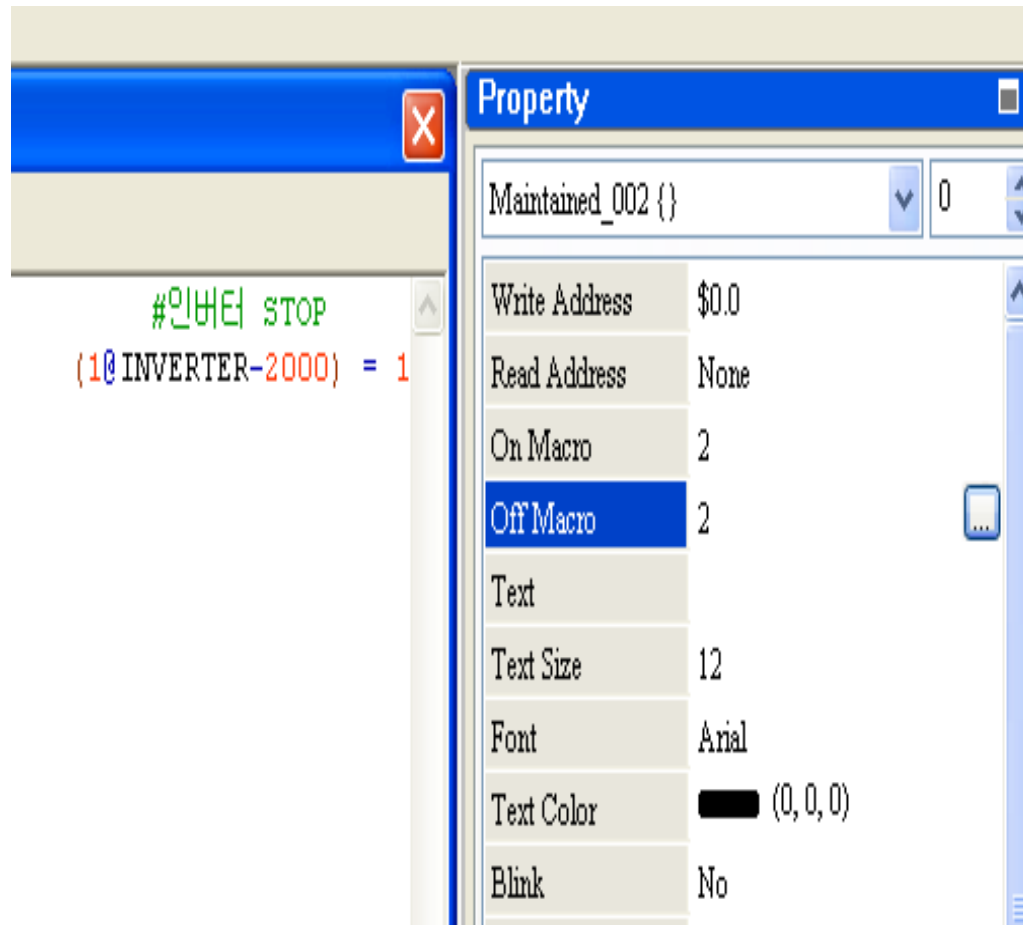 #인버터 STOP
(1@INVERTER-2000) = 1
Property
Maintained_002 {} 0
Write Address $0.0
Read Address None
On Macro 2
Off Macro 2 ...
Text
Text Size 12
Font Arial
Text Color (0, 0, 0)
Blink No